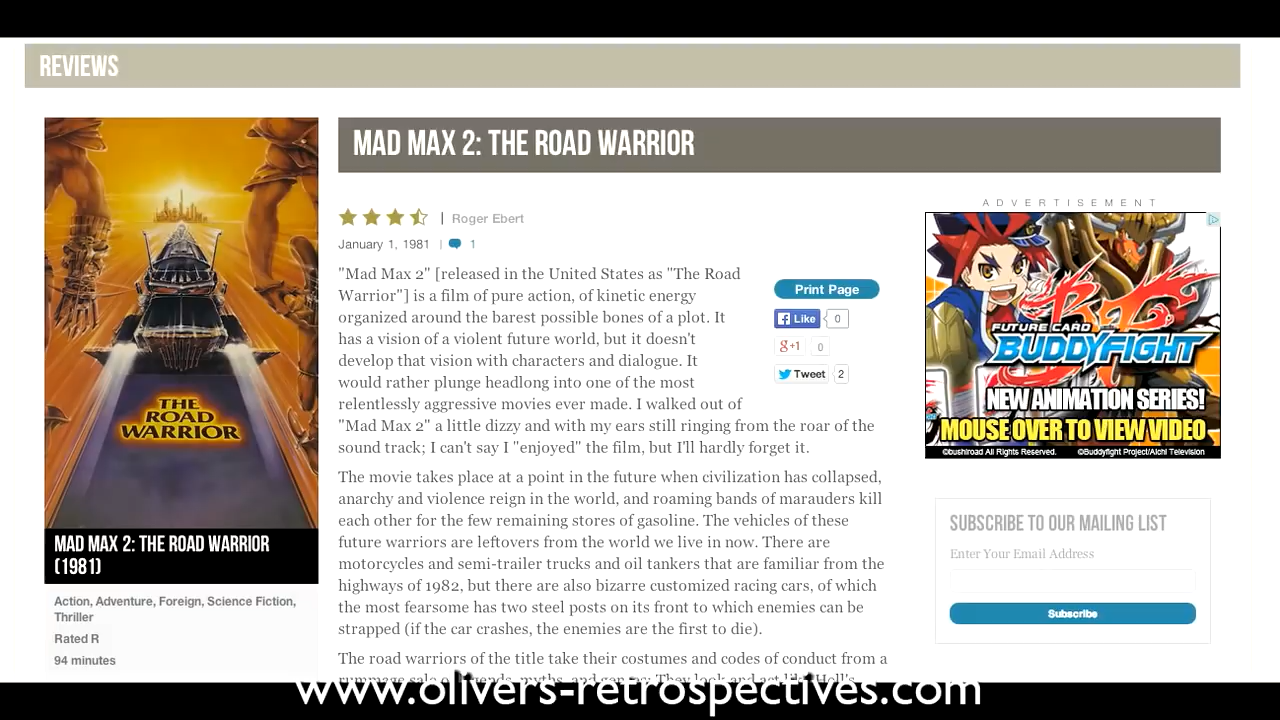 REVIEWS
THE
ROAD
WARRIOR
MAD MAX 2: THE ROAD WARRIOR
(1981)
Action, Adventure, Foreign, Science Fiction,
Thriller
Rated R
94 minutes
MAD MAX 2: THE ROAD WARRIOR
| Roger Ebert
January 1, 1981 | 1
"Mad Max 2" [released in the United States as "The Road
Warrior"] is a film of pure action, of kinetic energy
organized around the barest possible bones of a plot. It
has a vision of a violent future world, but it doesn't
develop that vision with characters and dialogue. It
would rather plunge headlong into one of the most
relentlessly aggressive movies ever made. I walked out of
"Mad Max 2" a little dizzy and with my ears still ringing from the roar of the
sound track; I can't say I "enjoyed" the film, but I'll hardly forget it.
The movie takes place at a point in the future when civilization has collapsed,
anarchy and violence reign in the world, and roaming bands of marauders kill
each other for the few remaining stores of gasoline. The vehicles of these
future warriors are leftovers from the world we live in now. There are
motorcycles and semi-trailer trucks and oil tankers that are familiar from the
highways of 1982, but there are also bizarre customized racing cars, of which
the most fearsome has two steel posts on its front to which enemies can be
strapped (if the car crashes, the enemies are the first to die).
The road warriors of the title take their costumes and codes of conduct from a
Print Page
Like 0
g+1 0
Tweet 2
ADVERTISEMENT
FUTURE CARD
BUDDYFIGHT
NEW ANIMATION SERIES!
MOUSE OVER TO VIEW VIDEO
©bushiroad All Rights Reserved. ©Buddyfight Project/Aichi Television
SUBSCRIBE TO OUR MAILING LIST
Enter Your Email Address
Subscribe
www.olivers-retrospectives.com